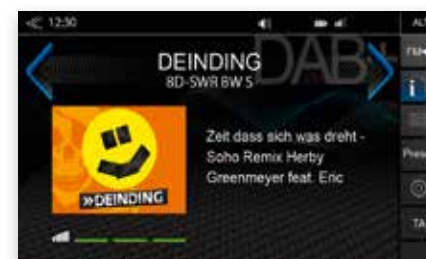 12:30
DEINDING
8D-SWR BW S
DAB+
Zeit dass sich was dreht -
Soho Remix Herby
Greenmeyer feat. Eric
»DEINDING
i
Prese
TA